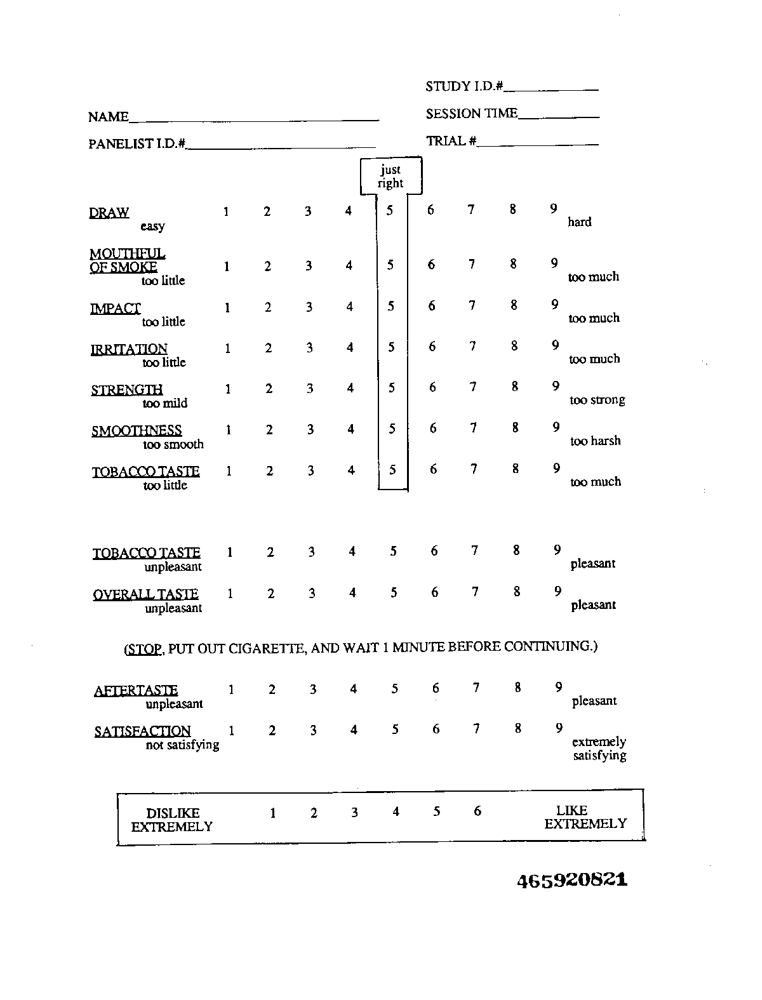 STUDY I.D.#
NAME SESSION TIME
PANELIST I.D.# TRIAL #
just
right
DRAW 1 2 3 4 5 6 7 8 9
easy hard
MOUTHFUL
OF SMOKE 1 2 3 4 5 6 7 8 9
too little too much
IMPACT 1 2 3 4 5 6 7 8 9
too little too much
IRRITATION 1 2 3 4 5 6 7 8 9
too little too much
STRENGTH 1 2 3 4 5 6 7 8 9
too mild too strong
SMOOTHNESS 1 2 3 4 5 6 7 8 9
too smooth too harsh
TOBACCO TASTE 1 2 3 4 5 6 7 8 9
too little too much
TOBACCO TASTE 1 2 3 4 5 6 7 8 9
unpleasant pleasant
OVERALL TASTE 1 2 3 4 5 6 7 8 9
unpleasant pleasant
(STOP, PUT OUT CIGARETTE, AND WAIT 1 MINUTE BEFORE CONTINUING.)
AFTERTASTE 1 2 3 4 5 6 7 8 9
unpleasant pleasant
SATISFACTION 1 2 3 4 5 6 7 8 9
not satisfying extremely
satisfying
DISLIKE 1 2 3 4 5 6 LIKE
EXTREMELY EXTREMELY
465920821